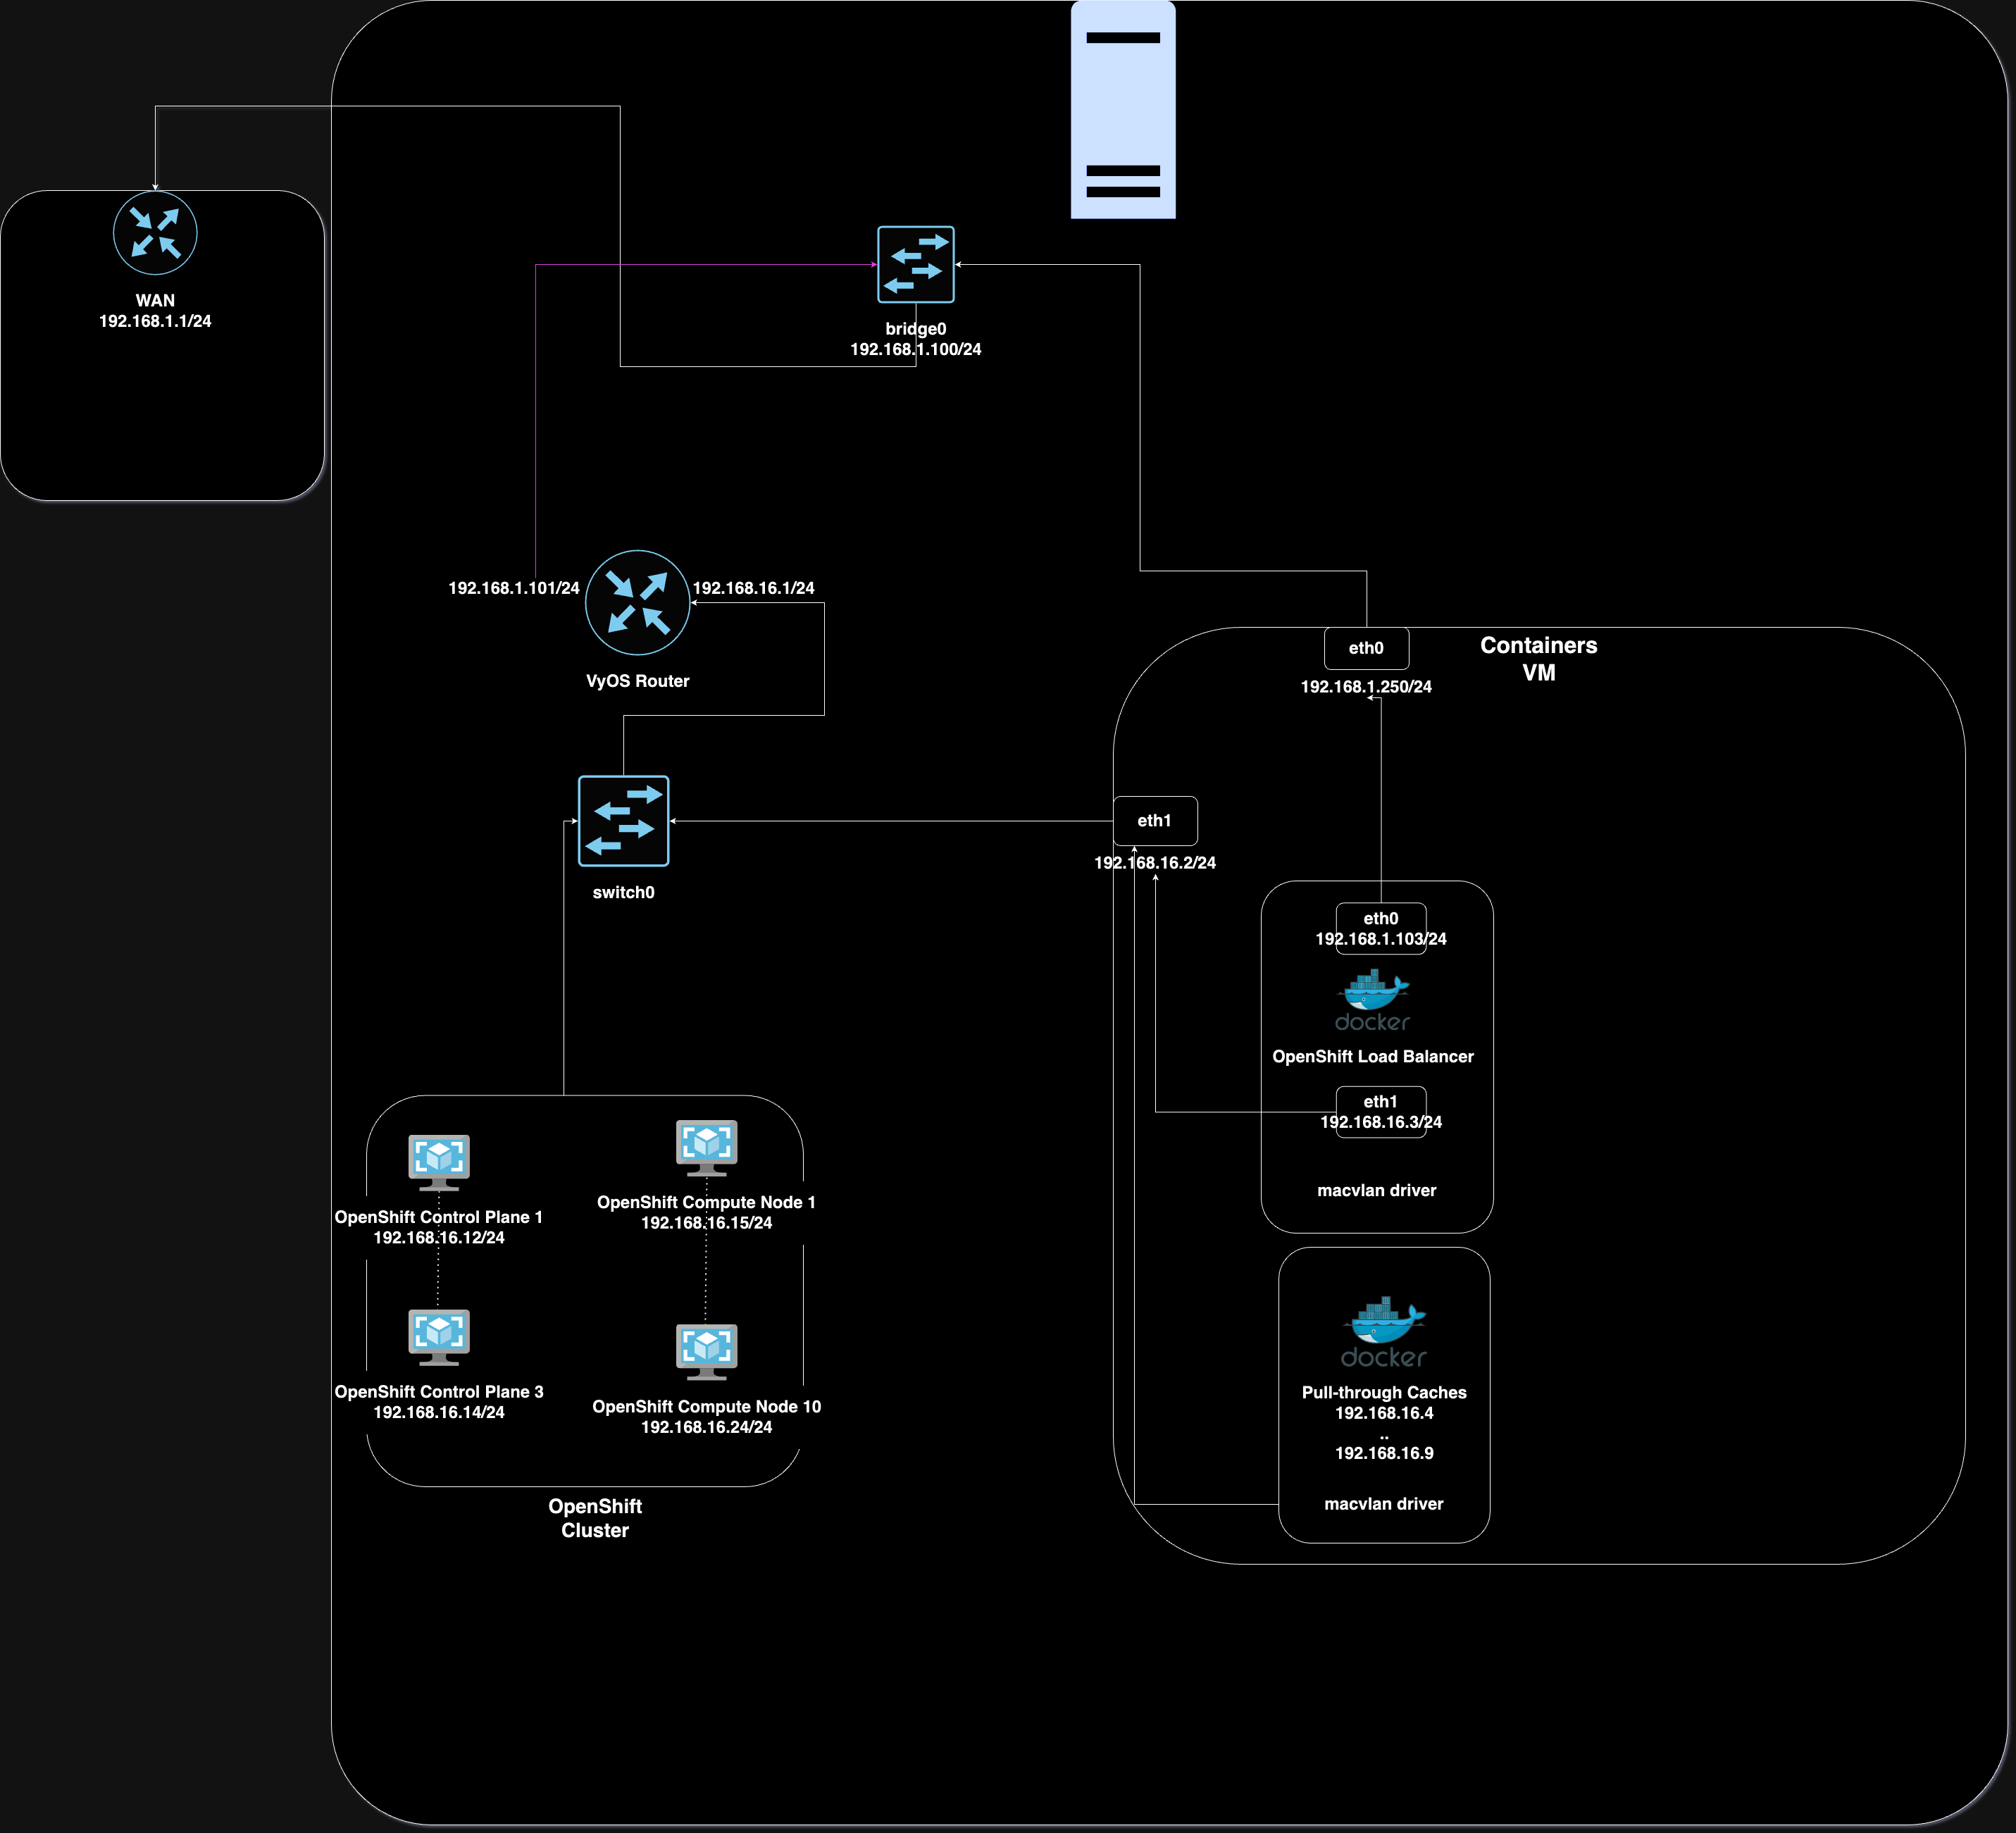 WAN
192.168.1.1/24
bridge0
192.168.1.100/24
192.168.1.101/24
192.168.16.1/24
VyOS Router
Containers
VM
eth0
192.168.1.250/24
eth1
192.168.16.2/24
switch0
eth0
192.168.1.103/24
docker
OpenShift Load Balancer
eth1
192.168.16.3/24
macvlan driver
OpenShift Control Plane 1
192.168.16.12/24
OpenShift Compute Node 1
192.168.16.15/24
OpenShift Control Plane 3
192.168.16.14/24
OpenShift Compute Node 10
192.168.16.24/24
OpenShift
Cluster
docker
Pull-through Caches
192.168.16.4
..
192.168.16.9
macvlan driver